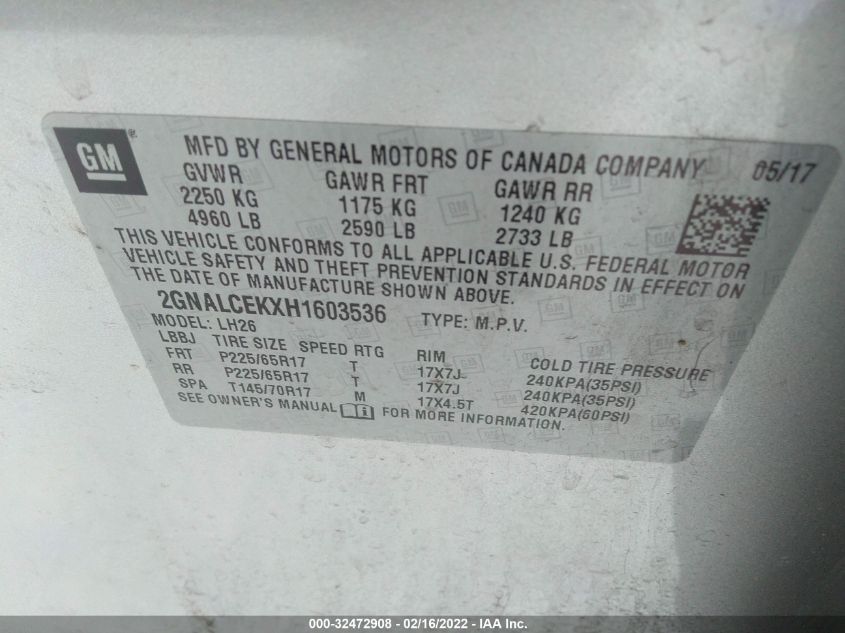 GM
MFD BY GENERAL MOTORS OF CANADA COMPANY 05/17
GVWR GAWR FRT GAWR RR
2250 KG 1175 KG 1240 KG
4960 LB 2590 LB 2733 LB
THIS VEHICLE CONFORMS TO ALL APPLICABLE U.S. FEDERAL MOTOR
VEHICLE SAFETY AND THEFT PREVENTION STANDARDS IN EFFECT ON
THE DATE OF MANUFACTURE SHOWN ABOVE.
2GNALCEKXH1603536 TYPE: M.P.V.
MODEL: LH26
LBBJ TIRE SIZE SPEED RTG RIM COLD TIRE PRESSURE
FRT P225/65R17 T 17X7J 240KPA(35PSI)
RR P225/65R17 T 17X7J 240KPA(35PSI)
SPA T145/70R17 M 17X4.5T 420KPA(60PSI)
SEE OWNER'S MANUAL FOR MORE INFORMATION.
000-32472908 - 02/16/2022 - IAA Inc.